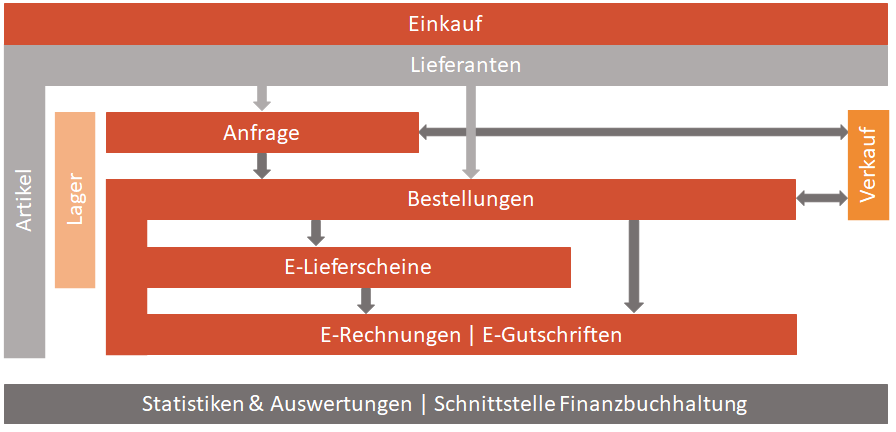 Einkauf
Lieferanten
Artikel
Lager
Anfrage
Verkauf
Bestellungen
E-Lieferscheine
E-Rechnungen | E-Gutschriften
Statistiken & Auswertungen | Schnittstelle Finanzbuchhaltung